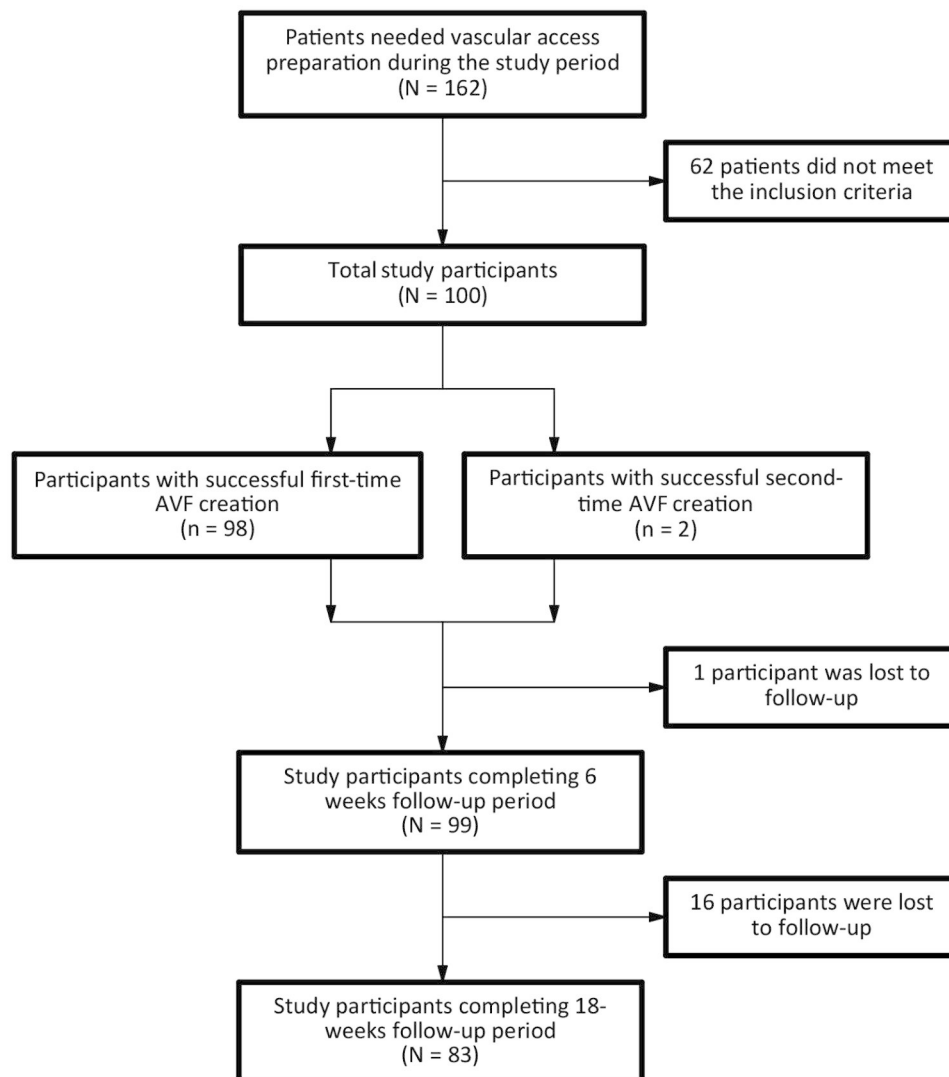 Patients needed vascular access
preparation during the study period
(N = 162)
62 patients did not meet
the inclusion criteria
Total study participants
(N = 100)
Participants with successful first-time
AVF creation
(n = 98)
Participants with successful second-
time AVF creation
(n = 2)
1 participant was lost to
follow-up
Study participants completing 6
weeks follow-up period
(N = 99)
16 participants were lost
to follow-up
Study participants completing 18-
weeks follow-up period
(N = 83)